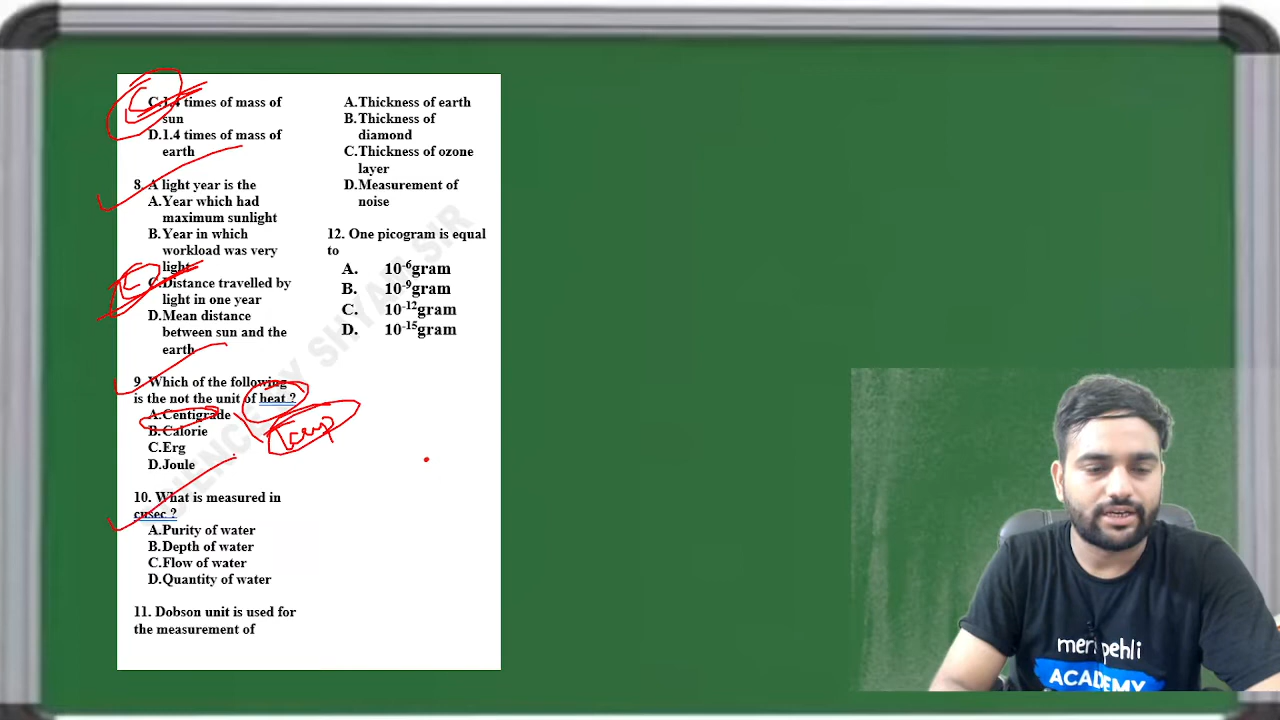 C.1.4 times of mass of
sun
D.1.4 times of mass of
earth
8. A light year is the
A.Year which had
maximum sunlight
B.Year in which
workload was very
light
C.Distance travelled by
light in one year
D.Mean distance
between sun and the
earth
9. Which of the following
is the not the unit of heat ?
A.Centigrade
B.Calorie
C.Erg
D.Joule
Temp
10. What is measured in
cusec ?
A.Purity of water
B.Depth of water
C.Flow of water
D.Quantity of water
11. Dobson unit is used for
the measurement of
A.Thickness of earth
B.Thickness of
diamond
C.Thickness of ozone
layer
D.Measurement of
noise
12. One picogram is equal
to
A. 10⁻⁶gram
B. 10⁻⁹gram
C. 10⁻¹²gram
D. 10⁻¹⁵gram
SHYAM SIR
pehli
ACADEMY